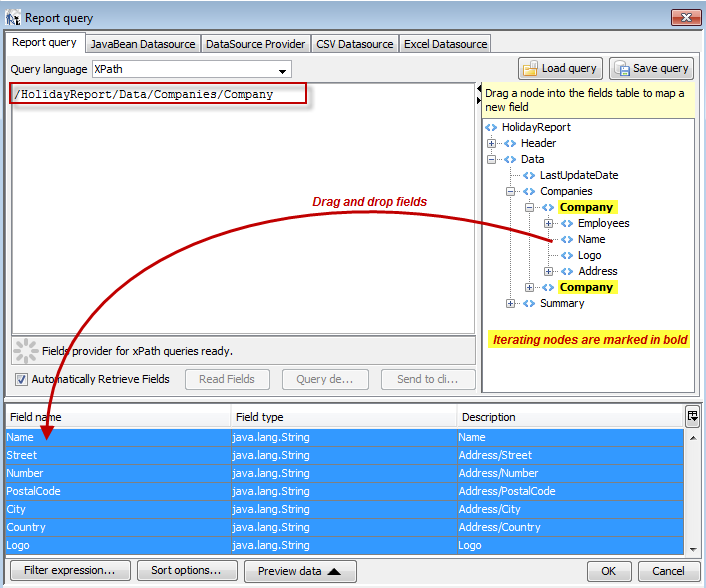 Report query
Report query JavaBean Datasource DataSource Provider CSV Datasource Excel Datasource
Query language XPath
Load query Save query
/HolidayReport/Data/Companies/Company
Drag a node into the fields table to map a
new field
HolidayReport
Header
Data
LastUpdateDate
Companies
Company
Employees
Name
Logo
Address
Company
Summary
Drag and drop fields
Iterating nodes are marked in bold
Fields provider for xPath queries ready.
Automatically Retrieve Fields Read Fields Query de... Send to cli...
Field name Field type Description
Name java.lang.String Name
Street java.lang.String Address/Street
Number java.lang.String Address/Number
PostalCode java.lang.String Address/PostalCode
City java.lang.String Address/City
Country java.lang.String Address/Country
Logo java.lang.String Logo
Filter expression... Sort options... Preview data OK Cancel